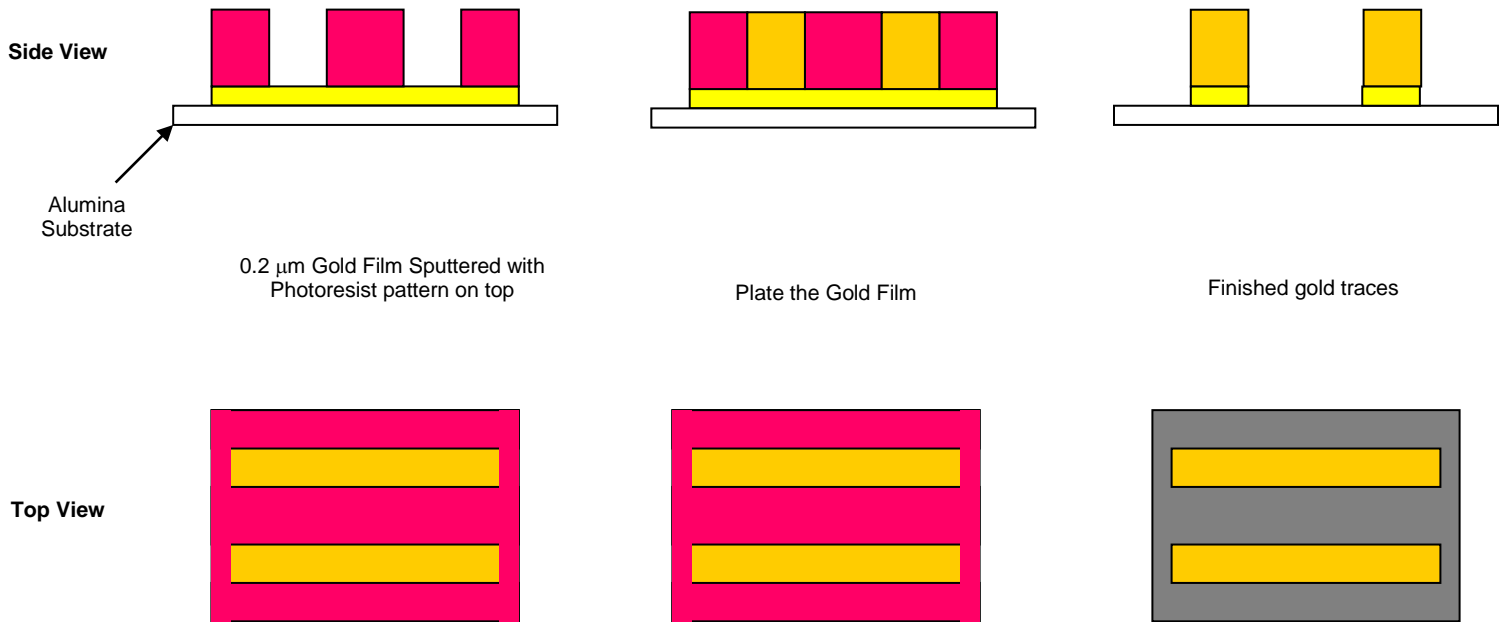 Side View
Alumina
Substrate
0.2 μm Gold Film Sputtered with
Photoresist pattern on top
Plate the Gold Film
Finished gold traces
Top View